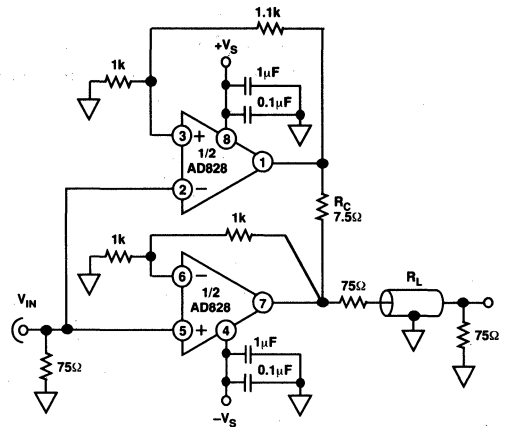 1.1k
+VS
1k
1µF
0.1µF
3 +
8
1/2
AD828
1
2 −
RC
7.5Ω
1k
1k
6 −
1/2
AD828
7
75Ω
RL
VIN
5 +
4
75Ω
75Ω
1µF
0.1µF
−VS